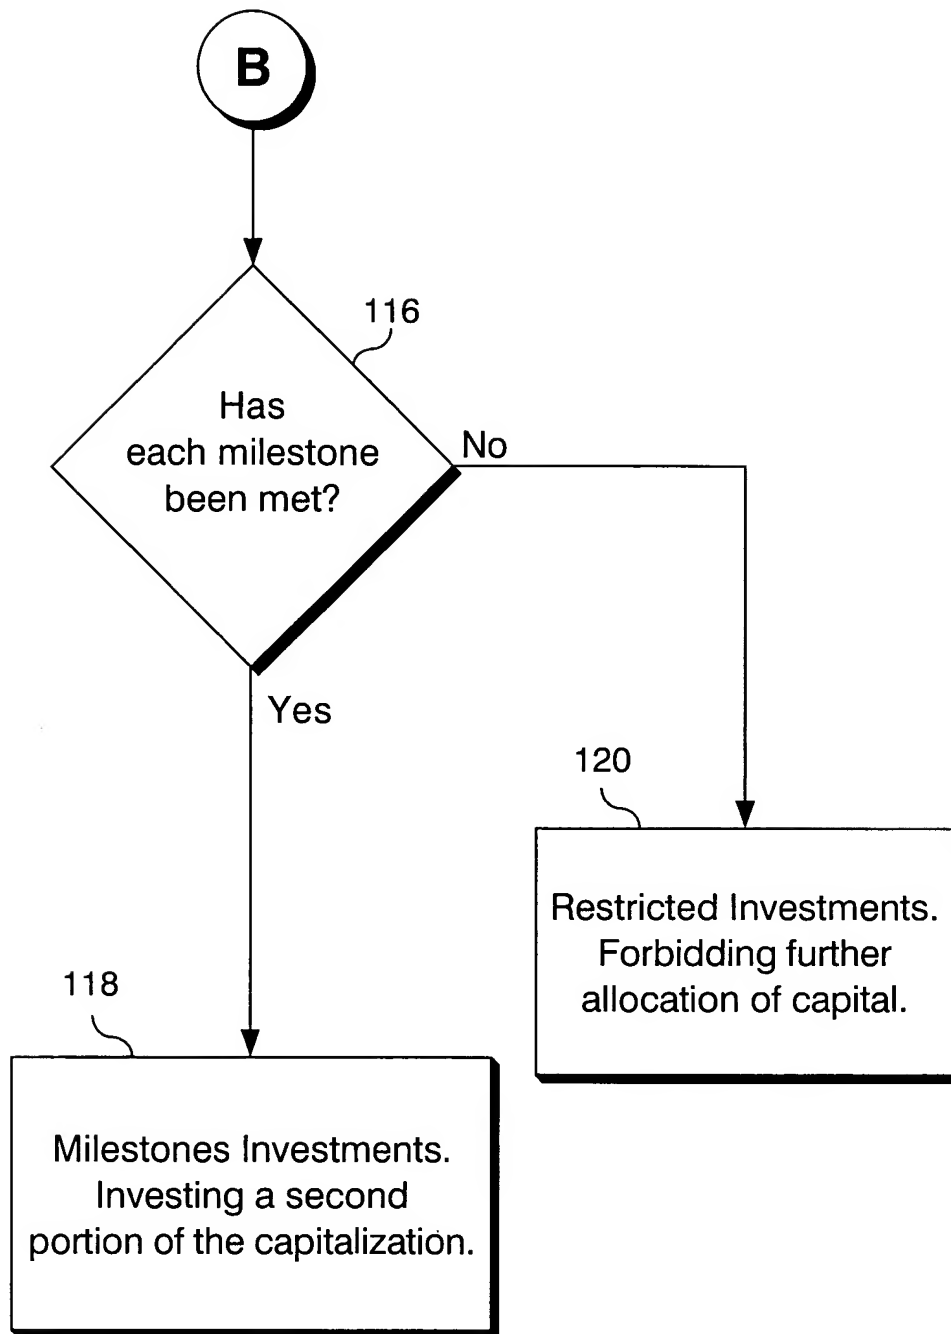 B
116
Has
each milestone
been met?
No
Yes
120
Restricted Investments.
Forbidding further
allocation of capital.
118
Milestones Investments.
Investing a second
portion of the capitalization.